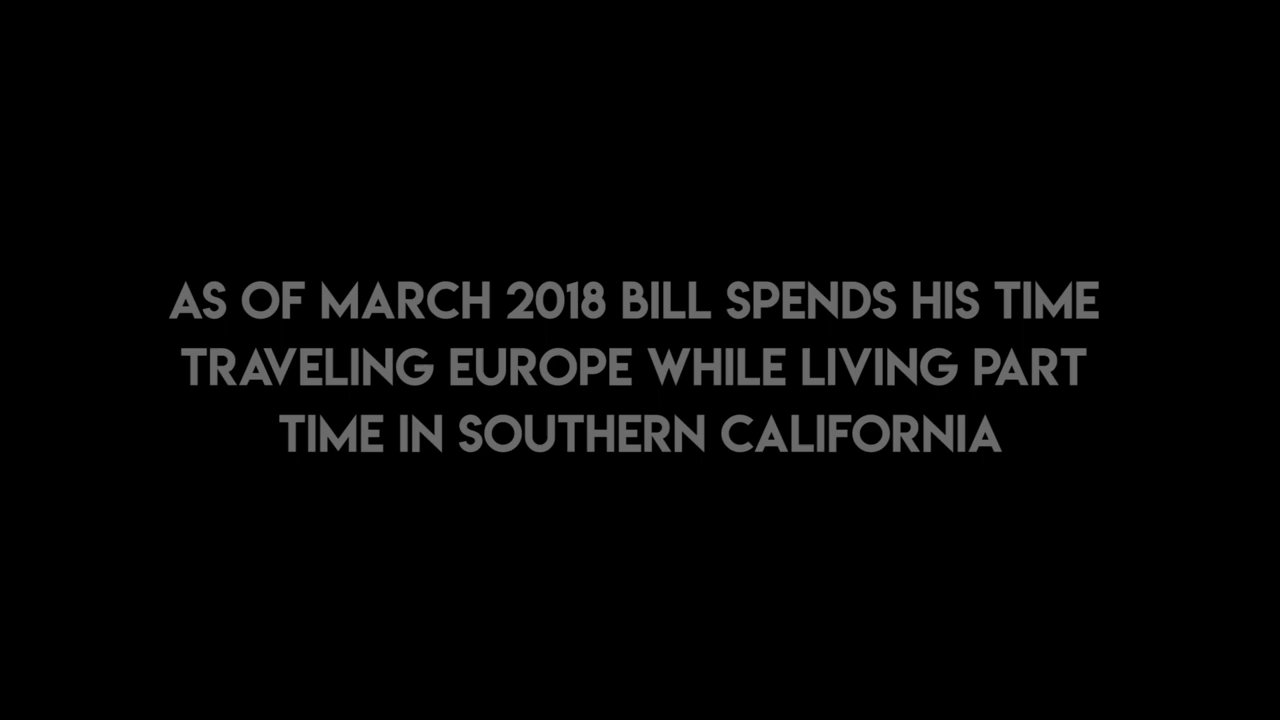 AS OF MARCH 2018 BILL SPENDS HIS TIME
TRAVELING EUROPE WHILE LIVING PART
TIME IN SOUTHERN CALIFORNIA